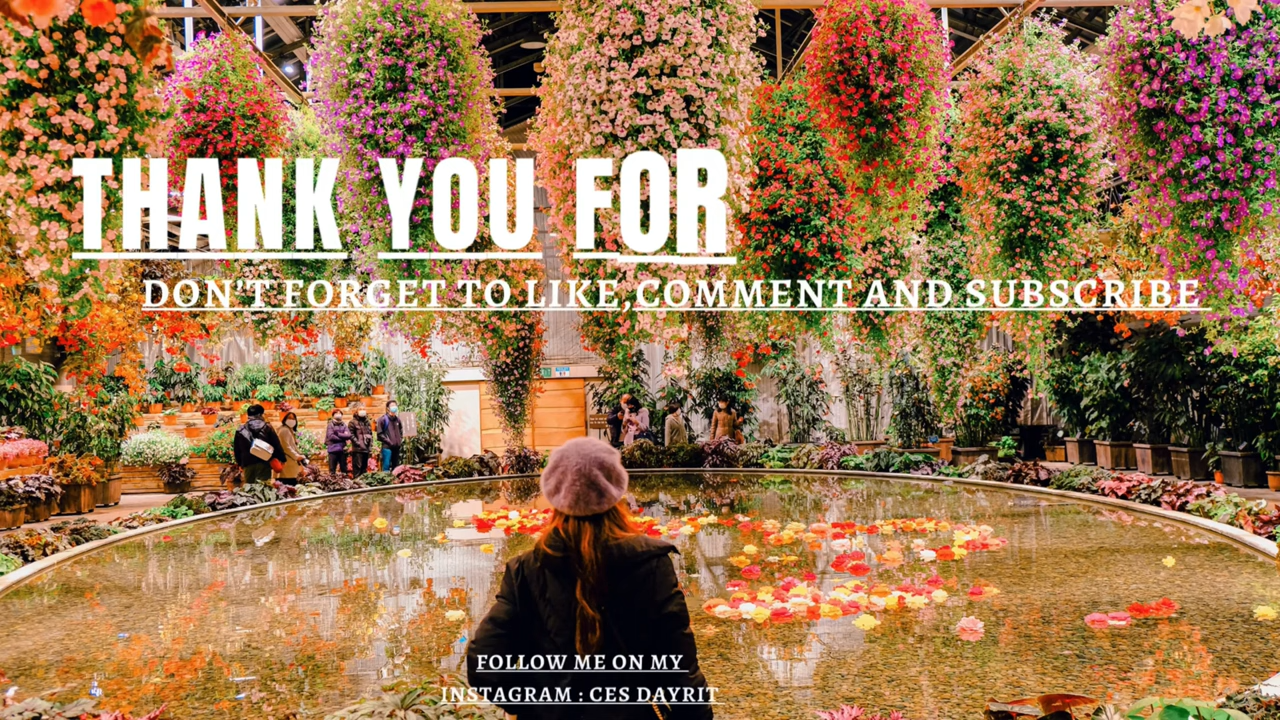 THANK YOU FOR
DON'T FORGET TO LIKE,COMMENT AND SUBSCRIBE
FOLLOW ME ON MY
INSTAGRAM : CES DAYRIT